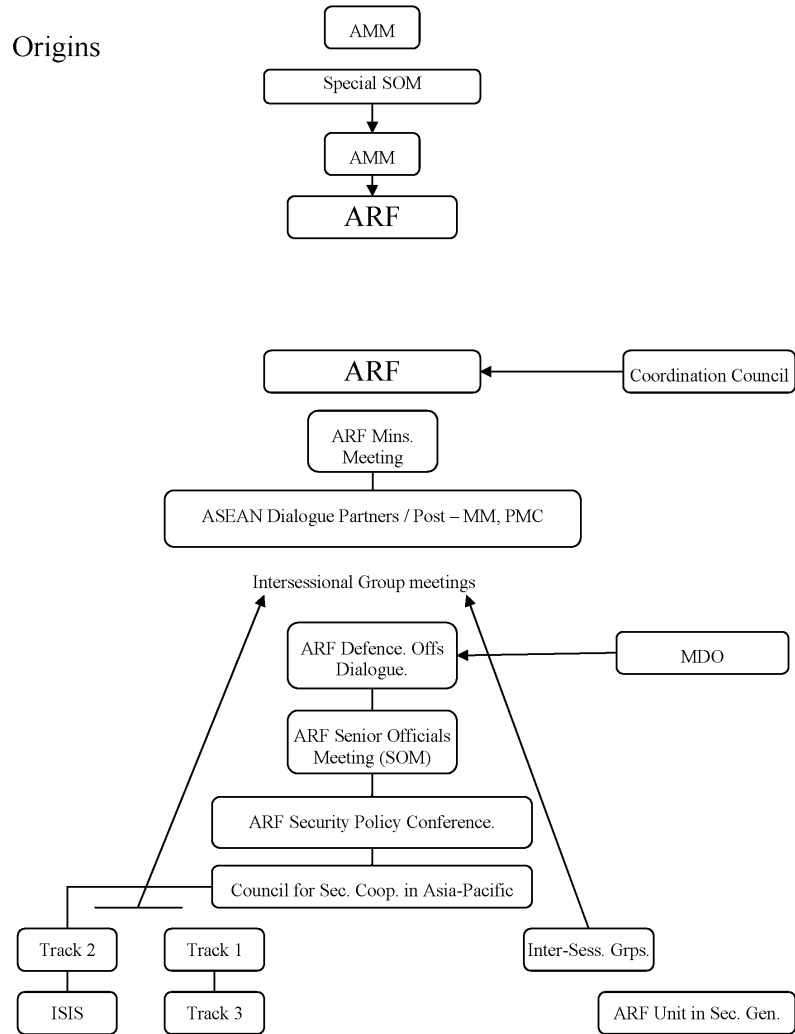 AMM
Origins
Special SOM
AMM
ARF
ARF
Coordination Council
ARF Mins.
Meeting
ASEAN Dialogue Partners / Post – MM, PMC
Intersessional Group meetings
ARF Defence. Offs
Dialogue.
MDO
ARF Senior Officials
Meeting (SOM)
ARF Security Policy Conference.
Council for Sec. Coop. in Asia-Pacific
Track 2
Track 1
Inter-Sess. Grps.
ISIS
Track 3
ARF Unit in Sec. Gen.